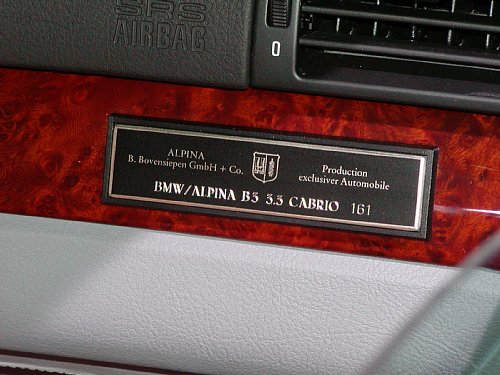 SRS
AIRBAG
0
ALPINA
B. Bovensiepen GmbH + Co.
Production
exclusiver Automobile
BMW/ALPINA B3 3.3 CABRIO 161